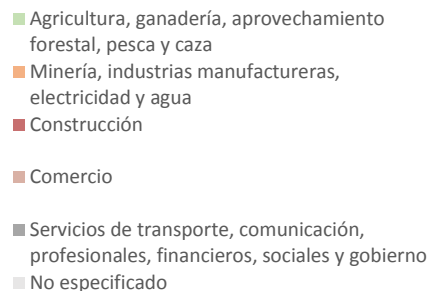 Agricultura, ganadería, aprovechamiento
forestal, pesca y caza
Minería, industrias manufactureras,
electricidad y agua
Construcción
Comercio
Servicios de transporte, comunicación,
profesionales, financieros, sociales y gobierno
No especificado